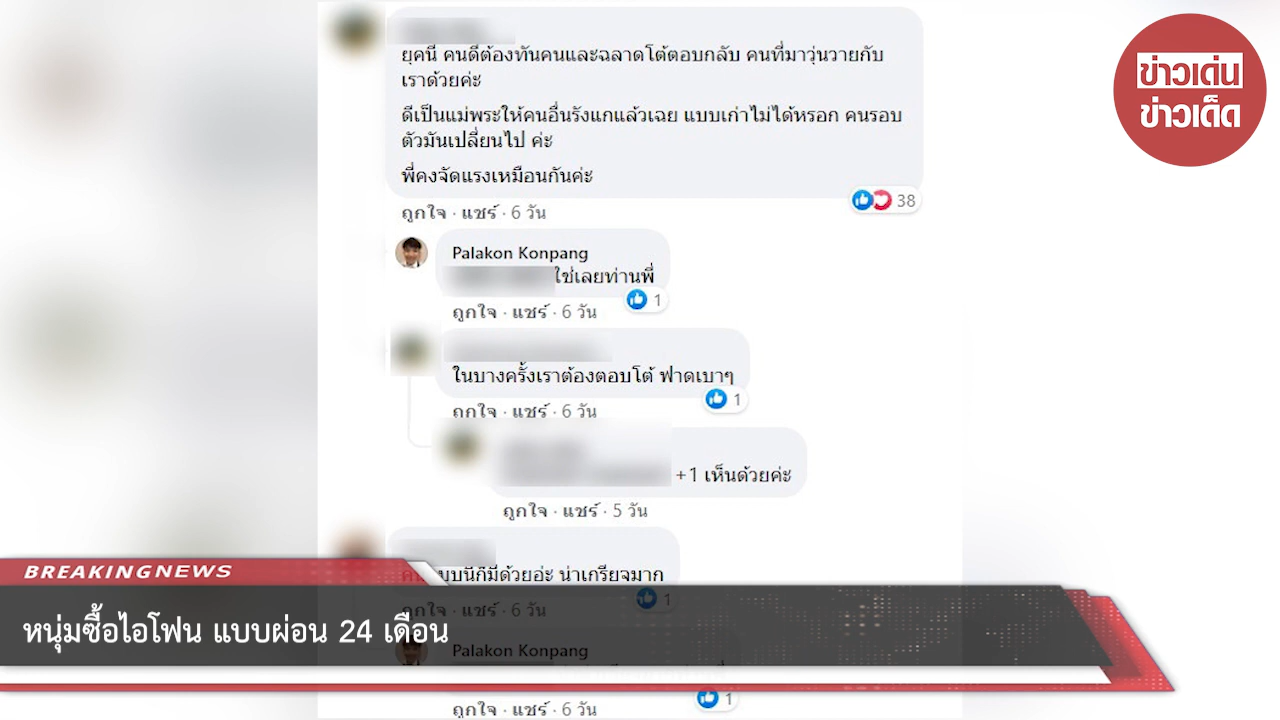 ยุคนี้ คนดีต้องทันคนและฉลาดโต้ตอบกลับ คนที่มาวุ่นวายกับ
เราด้วยค่ะ
ดีเป็นแม่พระให้คนอื่นรังแกแล้วเฉย แบบเก่าไม่ได้หรอก คนรอบ
ตัวมันเปลี่ยนไป ค่ะ
พี่คงจัดแรงเหมือนกันค่ะ
38
ถูกใจ · แชร์ · 6 วัน
Palakon Konpang
ใช่เลยท่านพี่
1
ถูกใจ · แชร์ · 6 วัน
ในบางครั้งเราต้องตอบโต้ ฟาดเบาๆ
1
ถูกใจ · แชร์ · 6 วัน
+1 เห็นด้วยค่ะ
ถูกใจ · แชร์ · 5 วัน
นี้ก็มีด้วยอ่ะ น่าเกรียจมาก
1
ถูกใจ · แชร์ · 6 วัน
Palakon Konpang
1
ถูกใจ · แชร์ · 6 วัน
ข่าวเด่น
ข่าวเด็ด
BREAKING NEWS
หนุ่มซื้อไอโฟน แบบผ่อน 24 เดือน